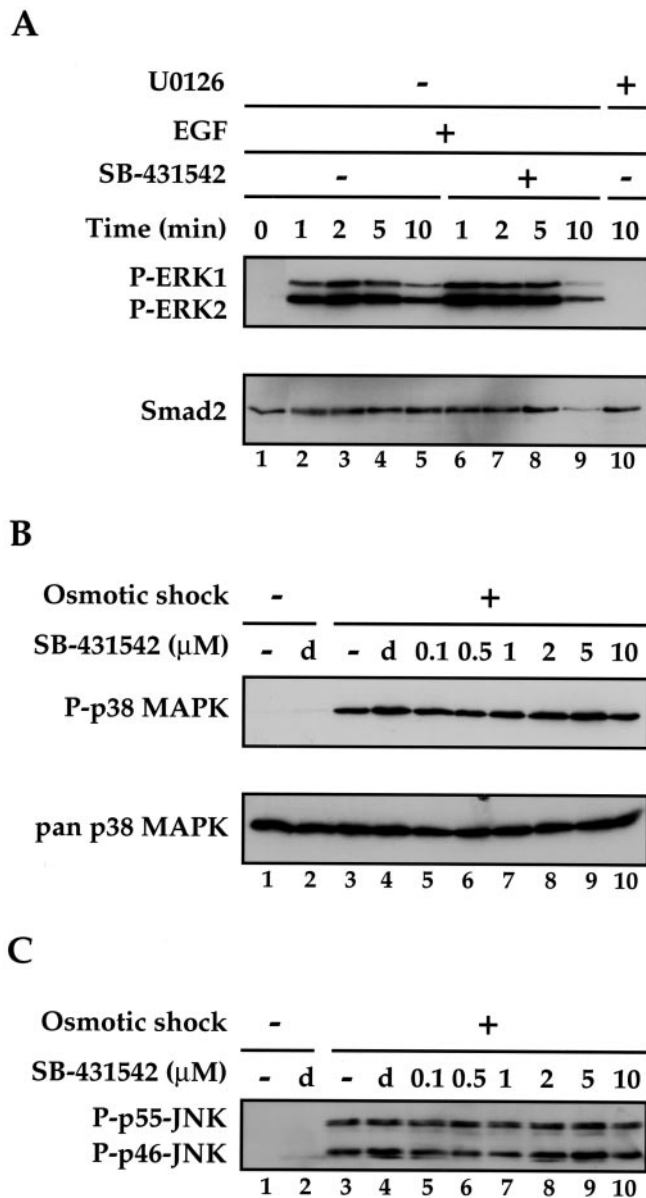 A
U0126 - +
EGF +
SB-431542 - + -
Time (min) 0 1 2 5 10 1 2 5 10 10
P-ERK1
P-ERK2
Smad2
1 2 3 4 5 6 7 8 9 10
B
Osmotic shock - +
SB-431542 (μM) - d - d 0.1 0.5 1 2 5 10
P-p38 MAPK
pan p38 MAPK
1 2 3 4 5 6 7 8 9 10
C
Osmotic shock - +
SB-431542 (μM) - d - d 0.1 0.5 1 2 5 10
P-p55-JNK
P-p46-JNK
1 2 3 4 5 6 7 8 9 10